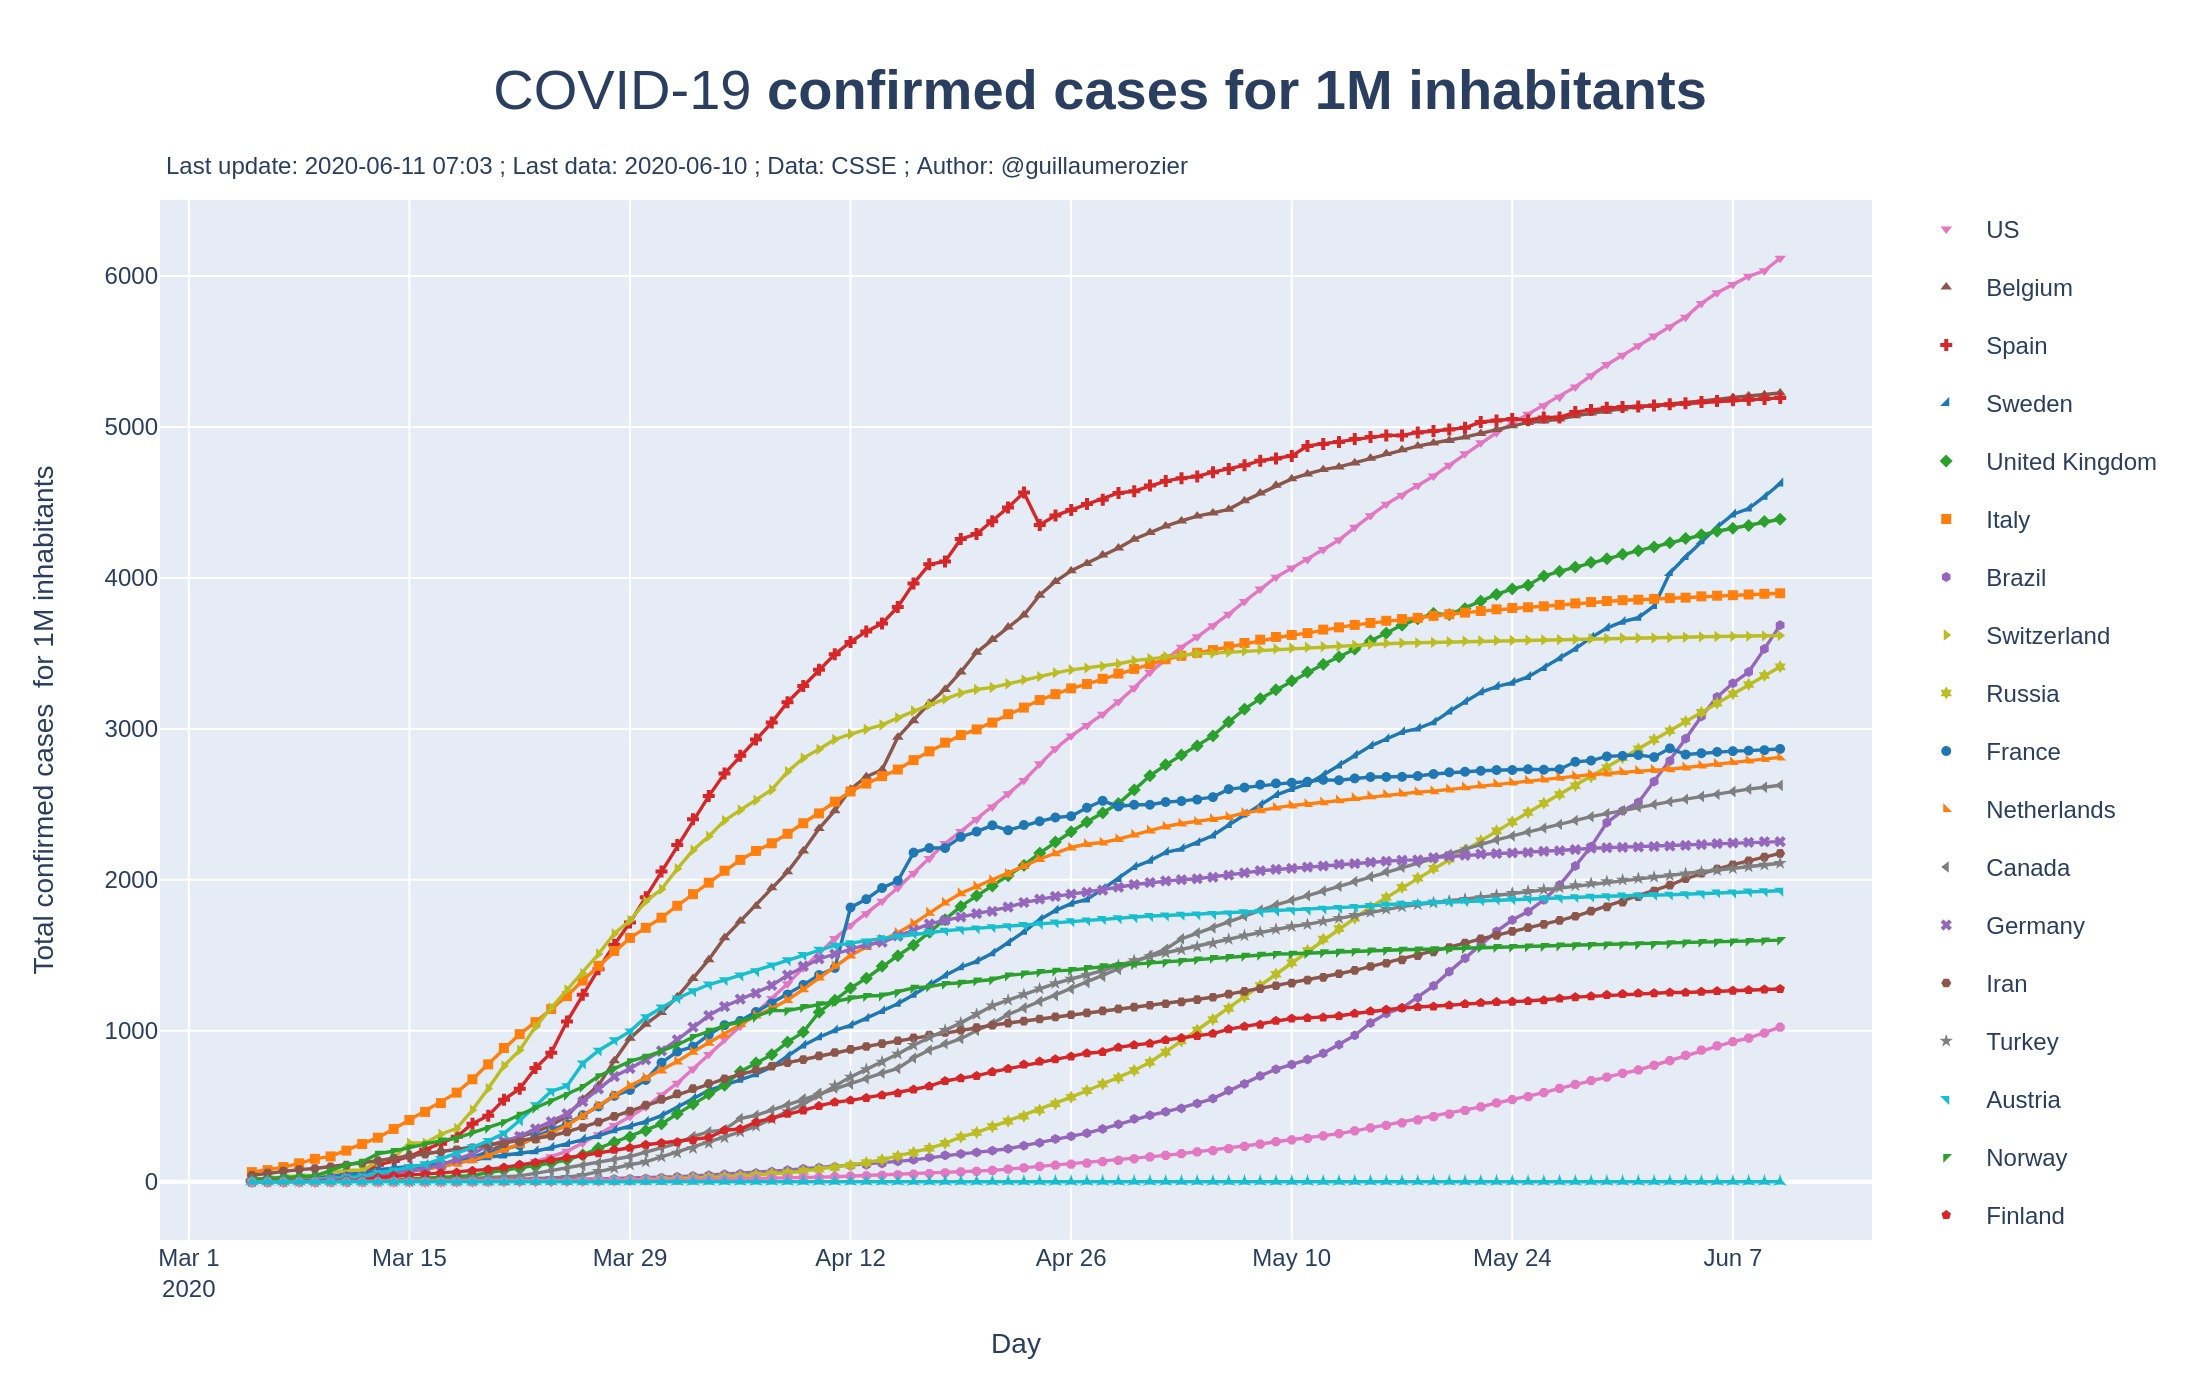 COVID-19 confirmed cases for 1M inhabitants
Last update: 2020-06-11 07:03 ; Last data: 2020-06-10 ; Data: CSSE ; Author: @guillaumerozier
Total confirmed cases for 1M inhabitants
6000
5000
4000
3000
2000
1000
0
Mar 1
2020
Mar 15
Mar 29
Apr 12
Apr 26
May 10
May 24
Jun 7
Day
US
Belgium
Spain
Sweden
United Kingdom
Italy
Brazil
Switzerland
Russia
France
Netherlands
Canada
Germany
Iran
Turkey
Austria
Norway
Finland